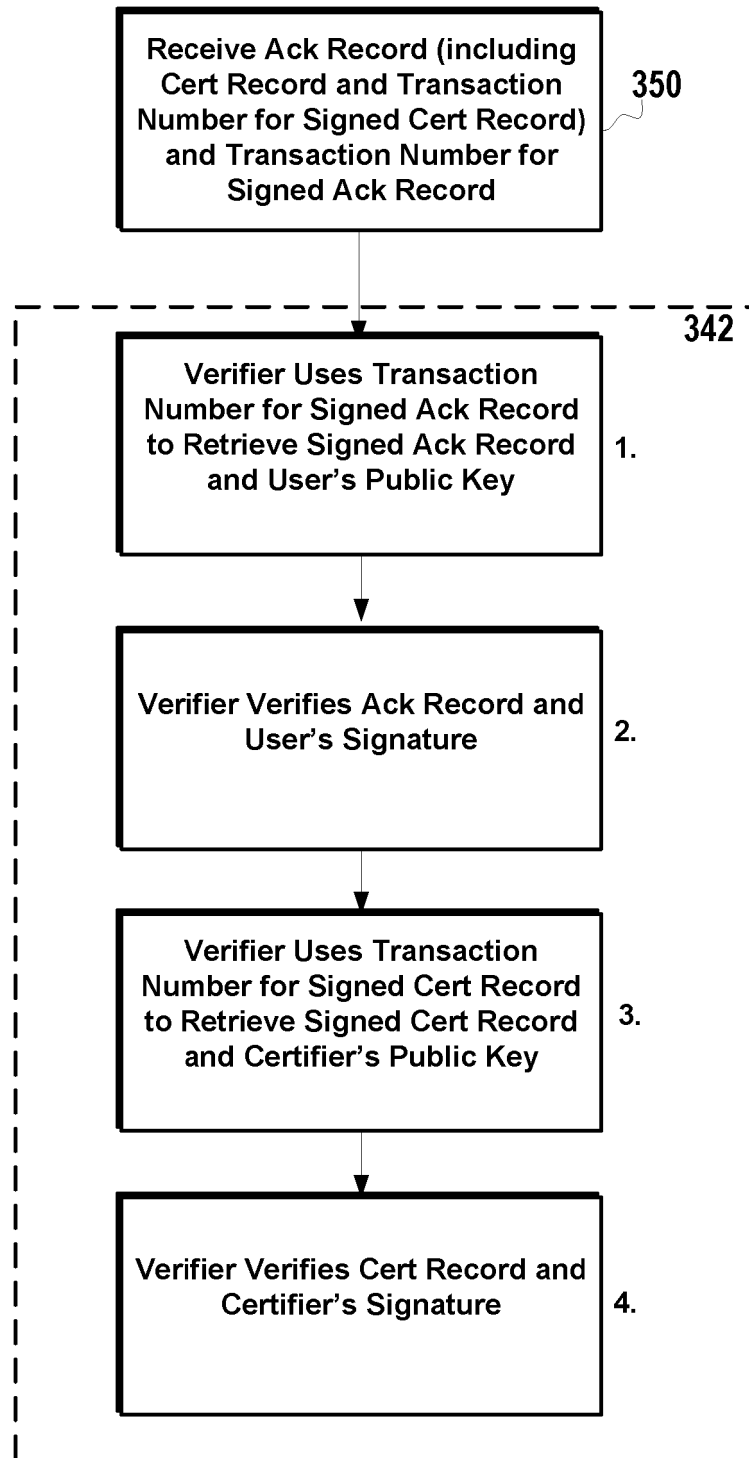 Receive Ack Record (including
Cert Record and Transaction
Number for Signed Cert Record)
and Transaction Number for
Signed Ack Record
350
342
Verifier Uses Transaction
Number for Signed Ack Record
to Retrieve Signed Ack Record
and User’s Public Key
1.
Verifier Verifies Ack Record and
User’s Signature
2.
Verifier Uses Transaction
Number for Signed Cert Record
to Retrieve Signed Cert Record
and Certifier’s Public Key
3.
Verifier Verifies Cert Record and
Certifier’s Signature
4.